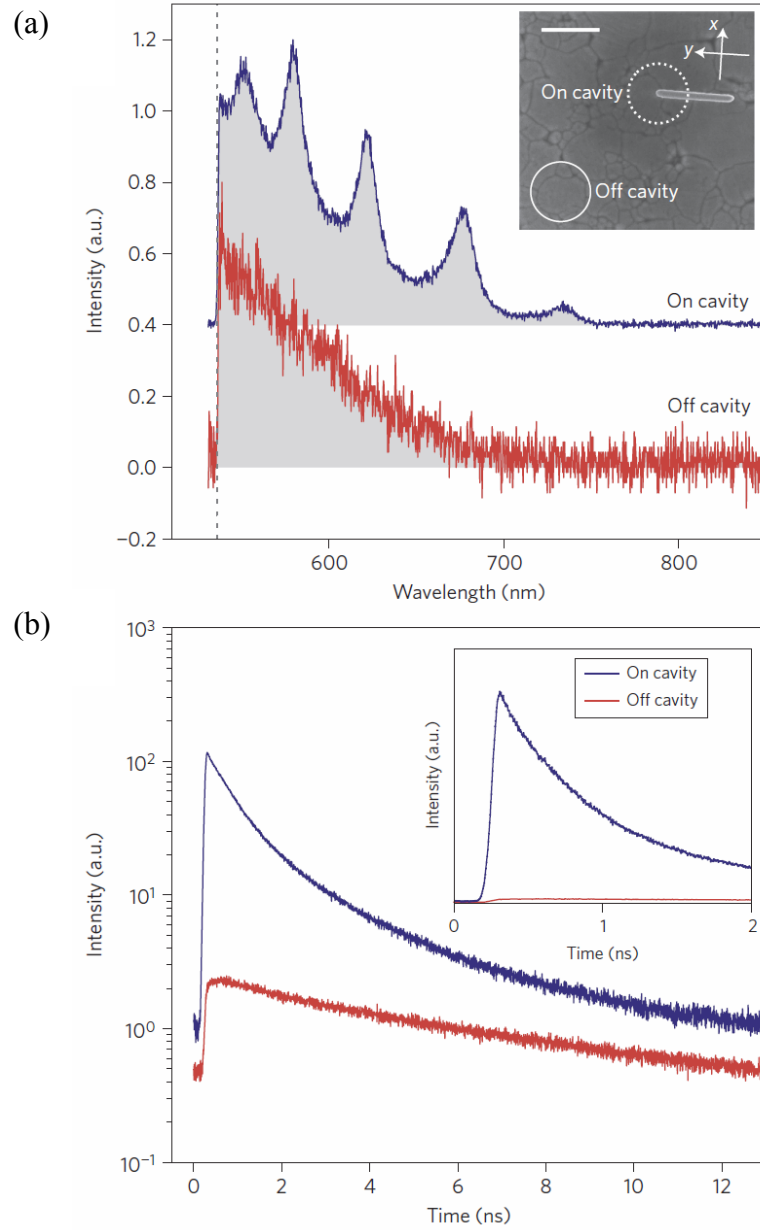 (a)
1.2
1.0
0.8
0.6
0.4
0.2
0.0
−0.2
Intensity (a.u.)
x
y
On cavity
Off cavity
On cavity
Off cavity
600
700
800
Wavelength (nm)
(b)
10³
10²
10¹
10⁰
10⁻¹
Intensity (a.u.)
On cavity
Off cavity
Intensity (a.u.)
0
1
2
Time (ns)
0
2
4
6
8
10
12
Time (ns)